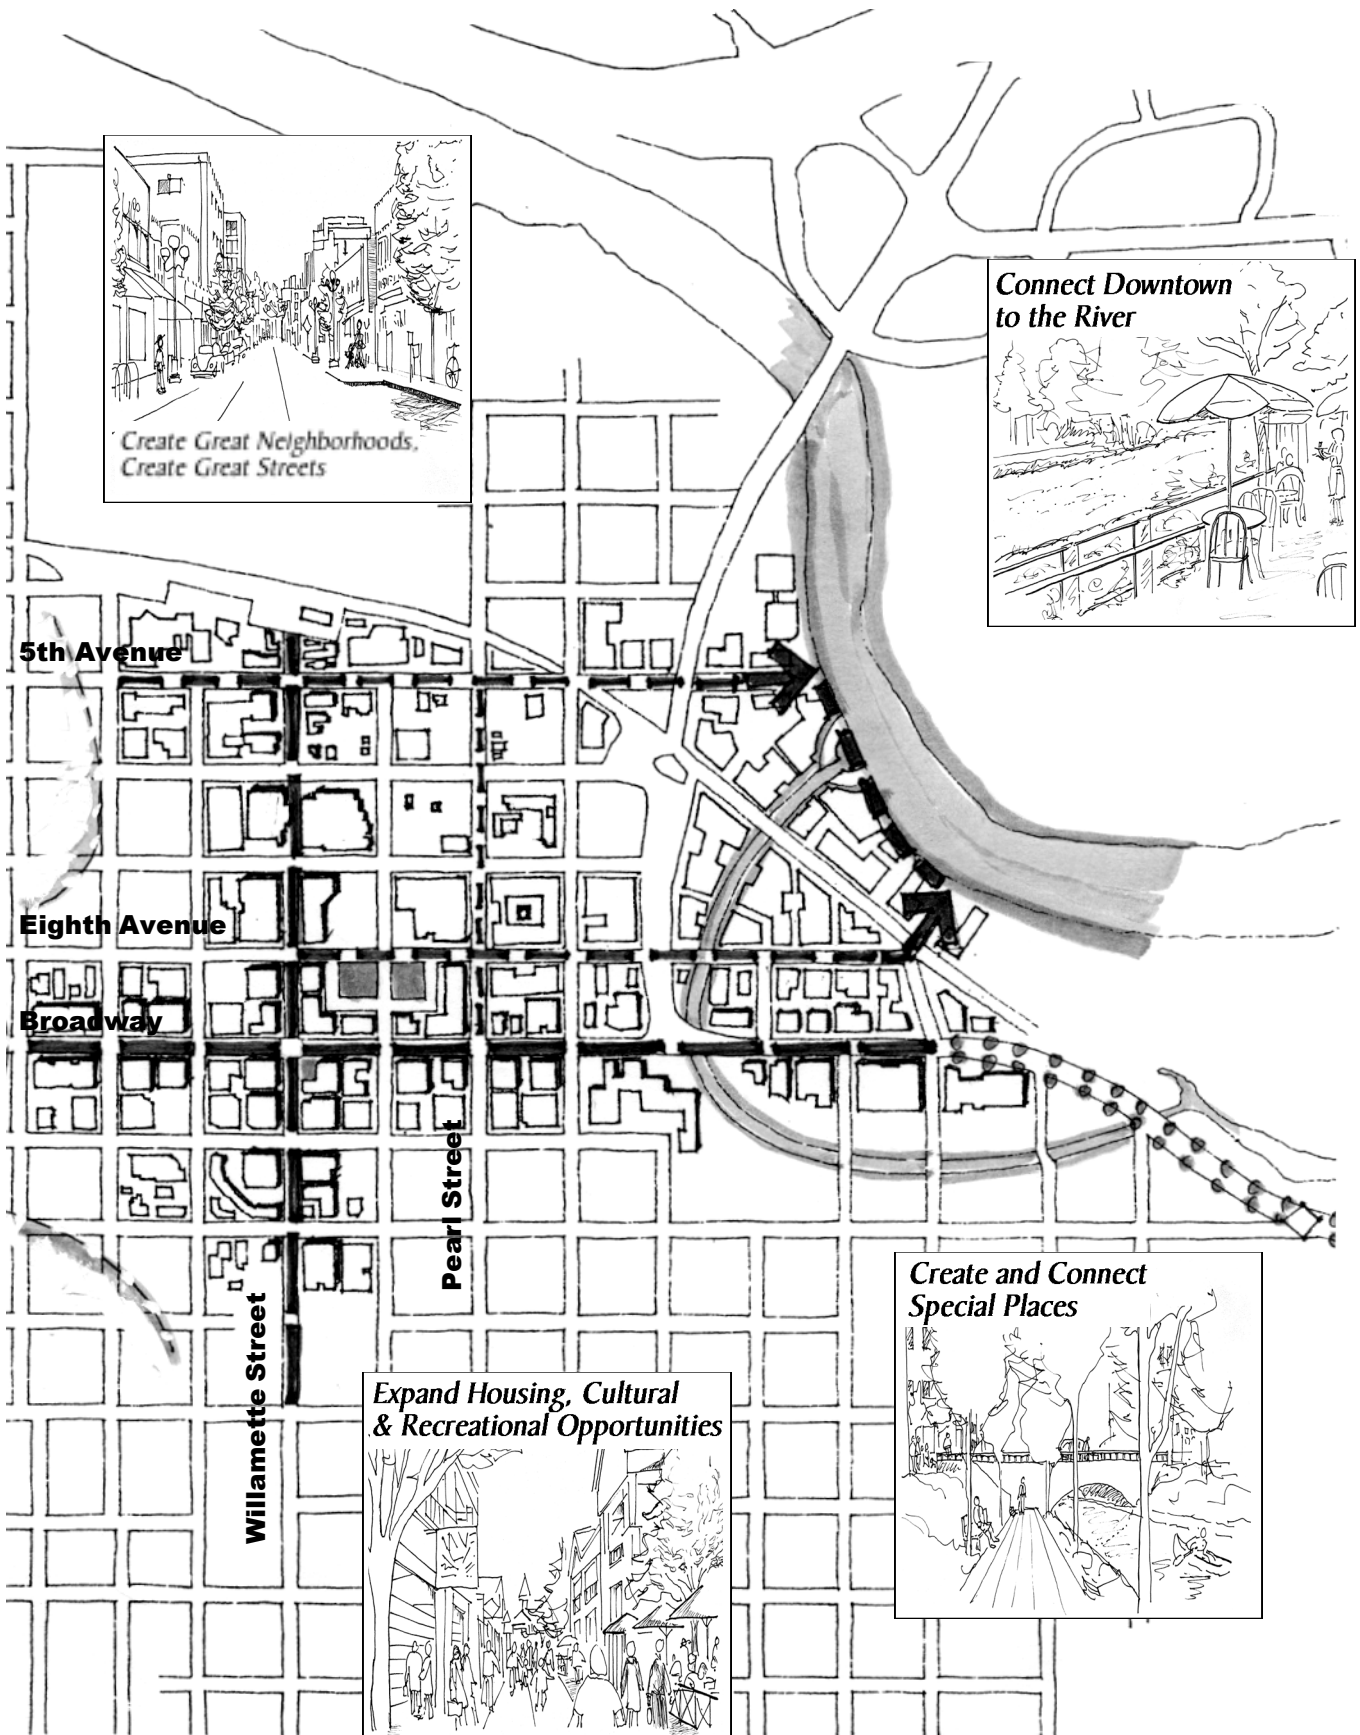 Create Great Neighborhoods,
Create Great Streets
Connect Downtown
to the River
5th Avenue
Eighth Avenue
Broadway
Pearl Street
Willamette Street
Create and Connect
Special Places
Expand Housing, Cultural
& Recreational Opportunities